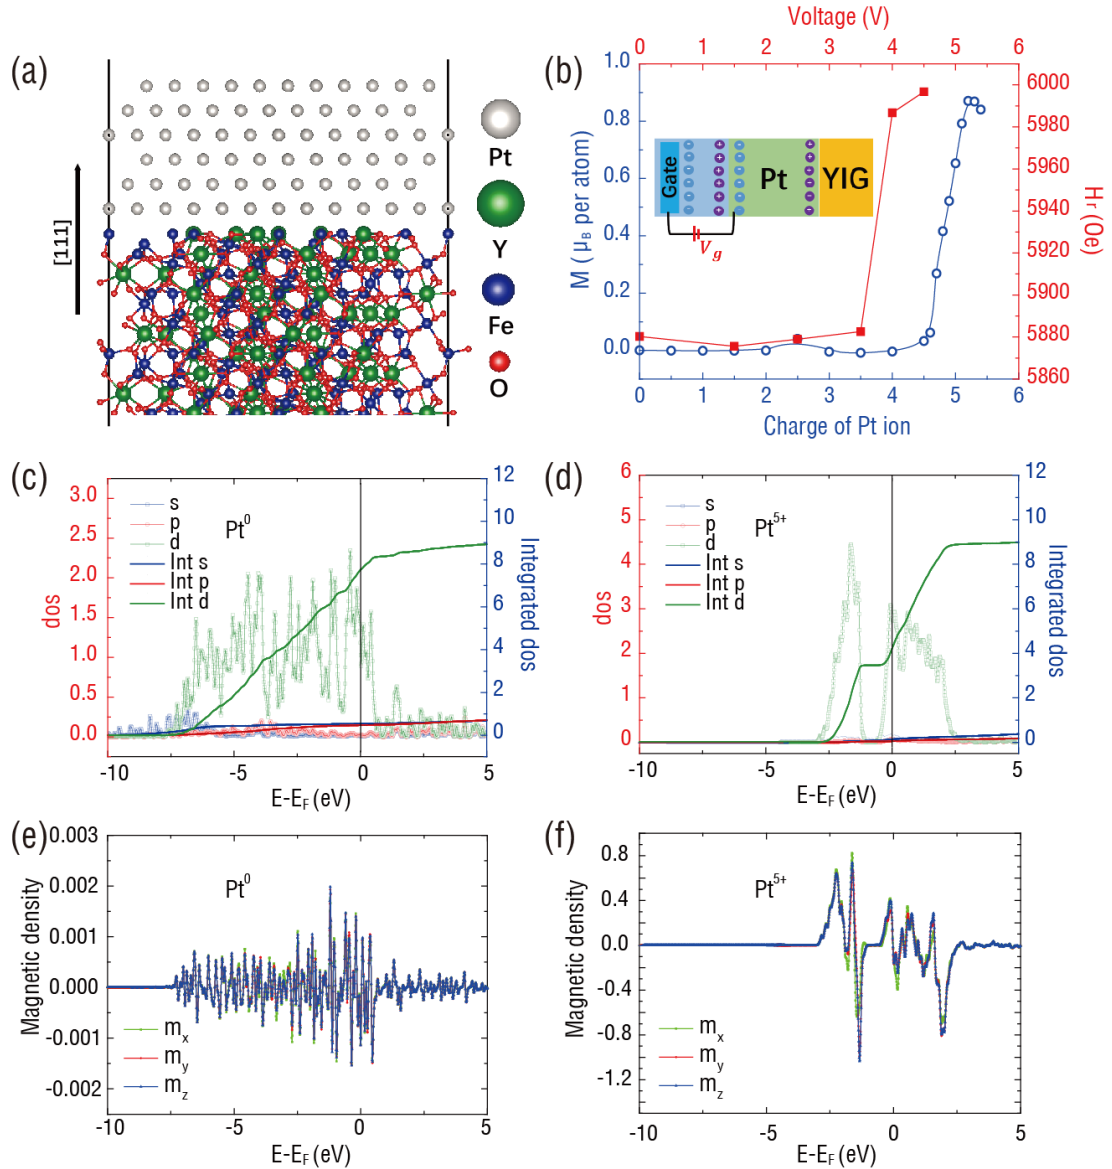 (a)
[111]
Pt
Y
Fe
O
(b)
Voltage (V)
0 1 2 3 4 5 6
1.0
0.8
0.6
0.4
0.2
0.0
M (μB per atom)
6000
5980
5960
5940
5920
5900
5880
5860
Hr (Oe)
Gate
Pt
YIG
Vg
0 1 2 3 4 5 6
Charge of Pt ion
(c)
3.0
2.5
2.0
1.5
1.0
0.5
0.0
dos
s
p
d
Int s
Int p
Int d
Pt0
12
10
8
6
4
2
0
Integrated dos
-10 -5 0 5
E-EF (eV)
(d)
6
5
4
3
2
1
0
dos
s
p
d
Int s
Int p
Int d
Pt5+
12
10
8
6
4
2
0
Integrated dos
-10 -5 0 5
E-EF (eV)
(e)
0.003
0.002
0.001
0.000
-0.001
-0.002
Magnetic density
Pt0
mx
my
mz
-10 -5 0 5
E-EF (eV)
(f)
0.8
0.4
0.0
-0.4
-0.8
-1.2
Magnetic density
Pt5+
mx
my
mz
-10 -5 0 5
E-EF (eV)